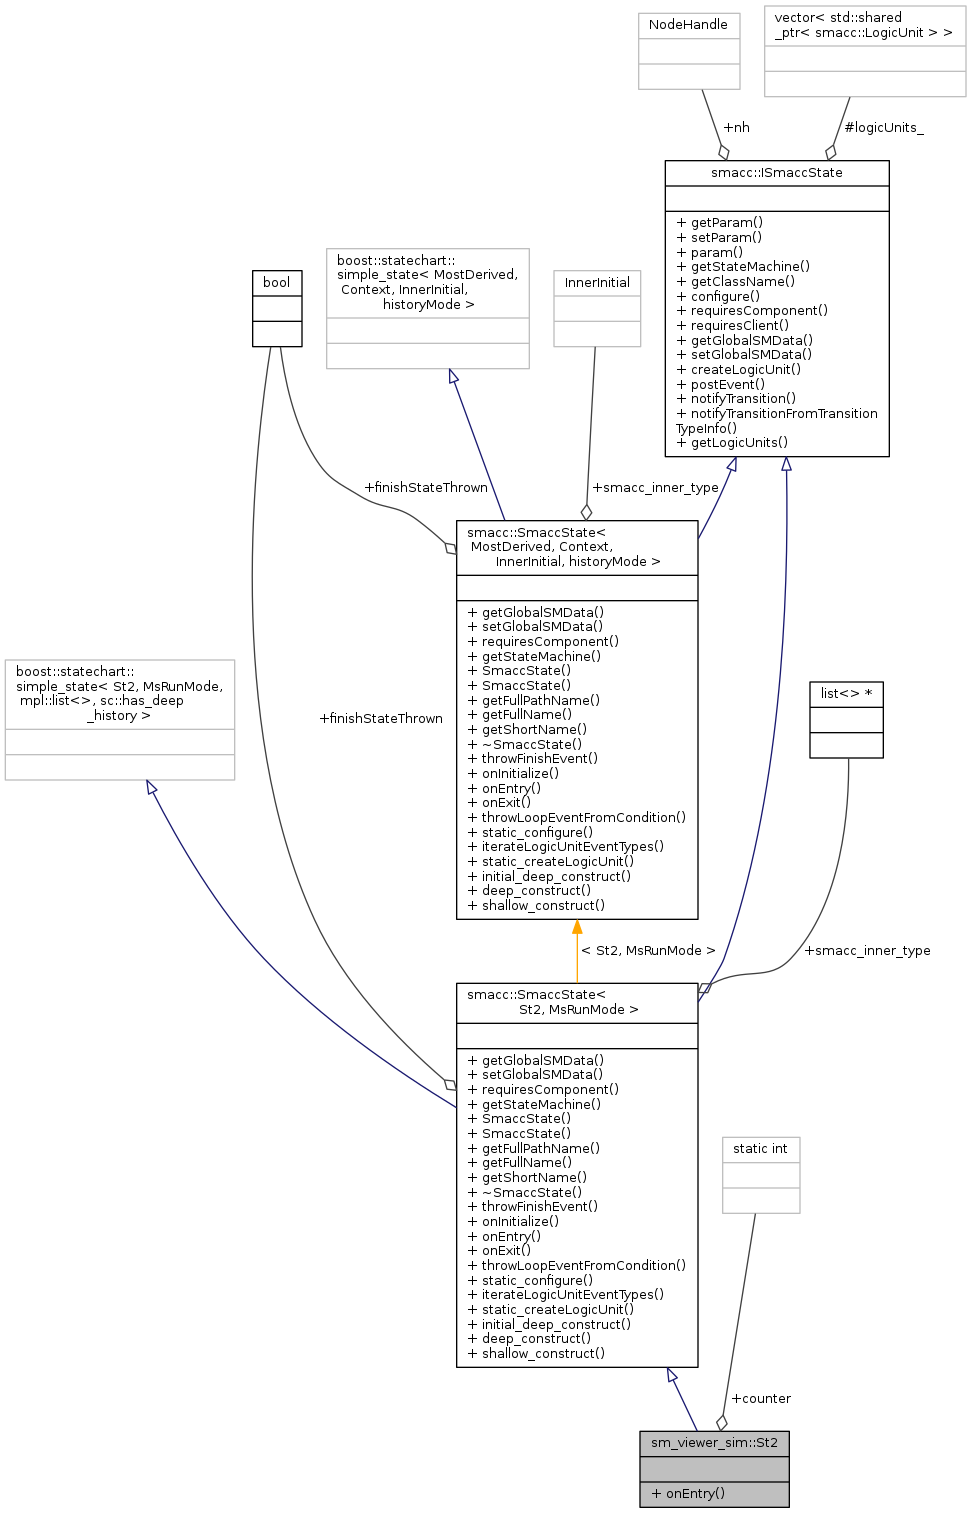 NodeHandle
vector< std::shared
_ptr< smacc::LogicUnit > >
+nh
#logicUnits_
smacc::ISmaccState
+ getParam()
+ setParam()
+ param()
+ getStateMachine()
+ getClassName()
+ configure()
+ requiresComponent()
+ requiresClient()
+ getGlobalSMData()
+ setGlobalSMData()
+ createLogicUnit()
+ postEvent()
+ notifyTransition()
+ notifyTransitionFromTransition
TypeInfo()
+ getLogicUnits()
boost::statechart::
simple_state< MostDerived,
Context, InnerInitial,
historyMode >
bool
InnerInitial
+finishStateThrown
+smacc_inner_type
smacc::SmaccState<
MostDerived, Context,
InnerInitial, historyMode >
+ getGlobalSMData()
+ setGlobalSMData()
+ requiresComponent()
+ getStateMachine()
+ SmaccState()
+ SmaccState()
+ getFullPathName()
+ getFullName()
+ getShortName()
+ ~SmaccState()
+ throwFinishEvent()
+ onInitialize()
+ onEntry()
+ onExit()
+ throwLoopEventFromCondition()
+ static_configure()
+ iterateLogicUnitEventTypes()
+ static_createLogicUnit()
+ initial_deep_construct()
+ deep_construct()
+ shallow_construct()
boost::statechart::
simple_state< St2, MsRunMode,
mpl::list<>, sc::has_deep
_history >
+finishStateThrown
list<> *
< St2, MsRunMode >
+smacc_inner_type
smacc::SmaccState<
St2, MsRunMode >
+ getGlobalSMData()
+ setGlobalSMData()
+ requiresComponent()
+ getStateMachine()
+ SmaccState()
+ SmaccState()
+ getFullPathName()
+ getFullName()
+ getShortName()
+ ~SmaccState()
+ throwFinishEvent()
+ onInitialize()
+ onEntry()
+ onExit()
+ throwLoopEventFromCondition()
+ static_configure()
+ iterateLogicUnitEventTypes()
+ static_createLogicUnit()
+ initial_deep_construct()
+ deep_construct()
+ shallow_construct()
static int
+counter
sm_viewer_sim::St2
+ onEntry()